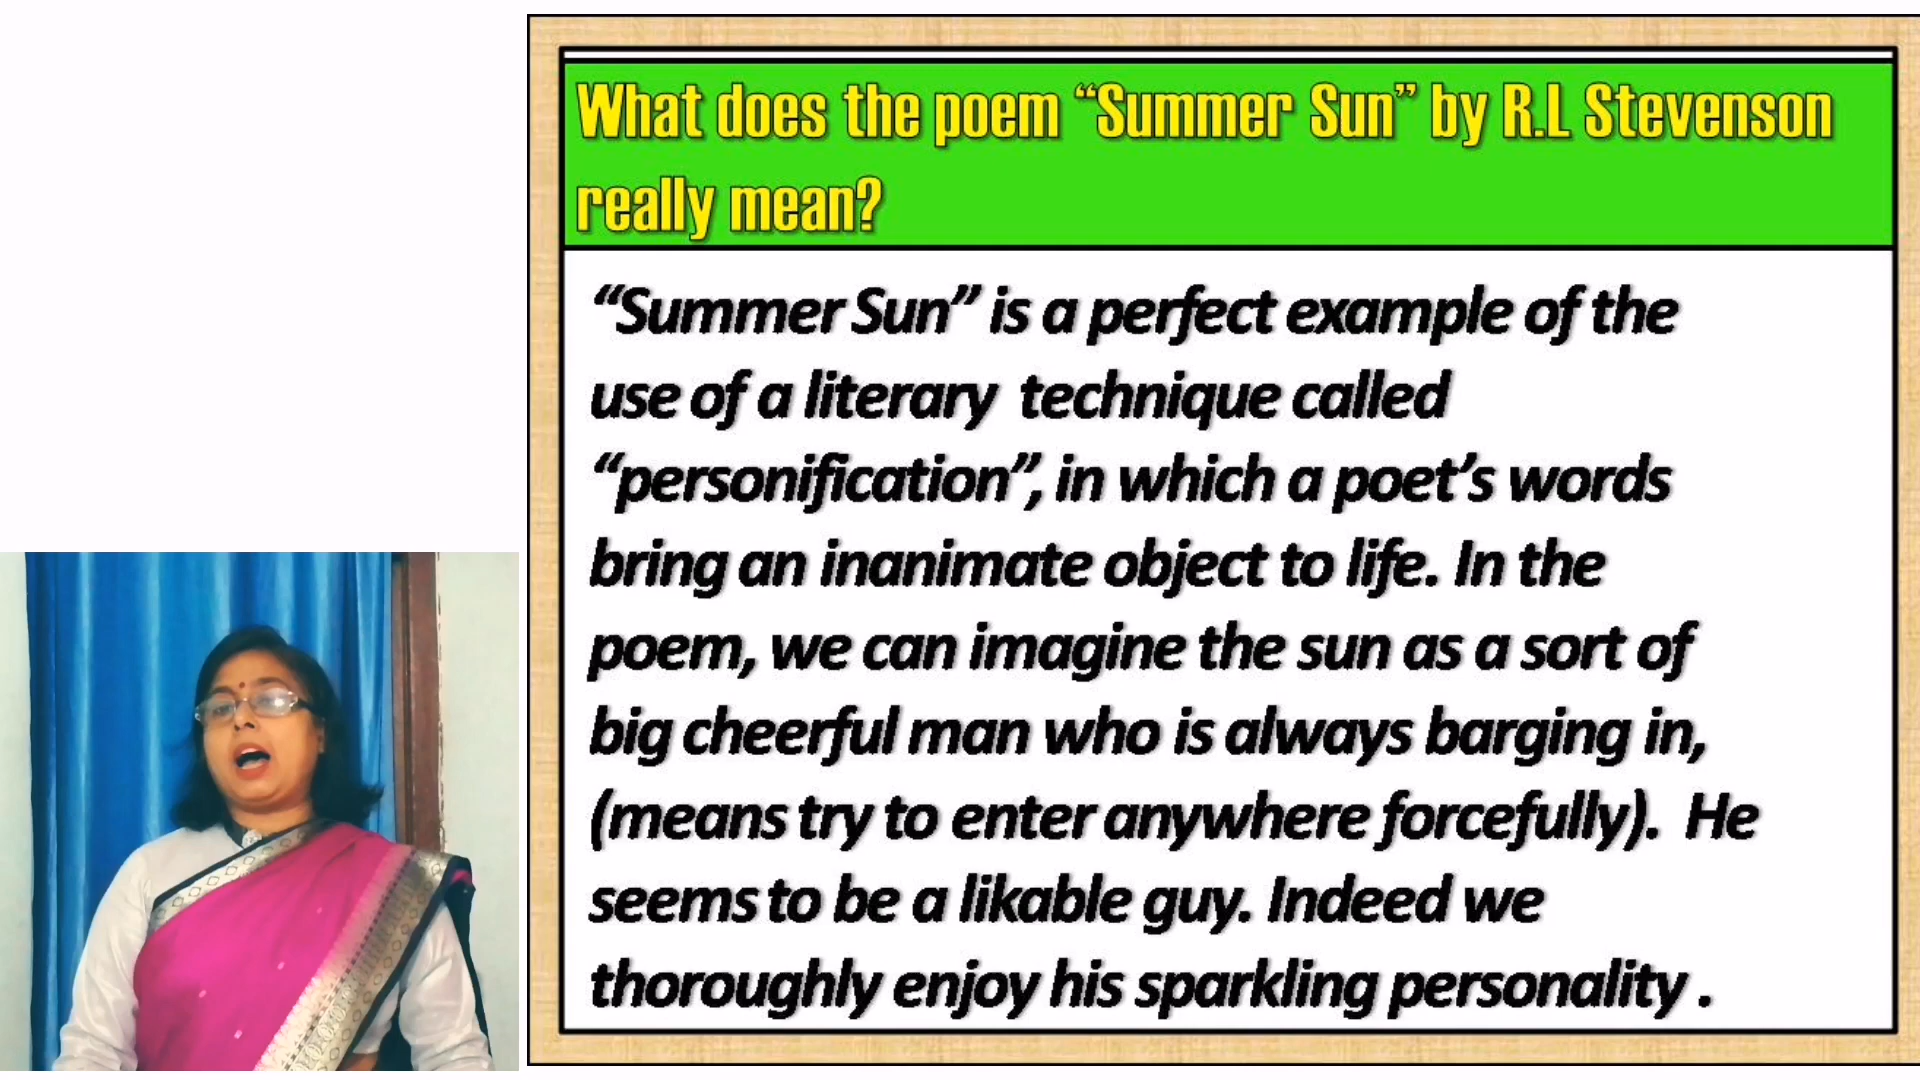 What does the poem “Summer Sun” by R.L Stevenson
really mean?
“Summer Sun” is a perfect example of the
use of a literary technique called
“personification”, in which a poet’s words
bring an inanimate object to life. In the
poem, we can imagine the sun as a sort of
big cheerful man who is always barging in,
(means try to enter anywhere forcefully). He
seems to be a likable guy. Indeed we
thoroughly enjoy his sparkling personality .